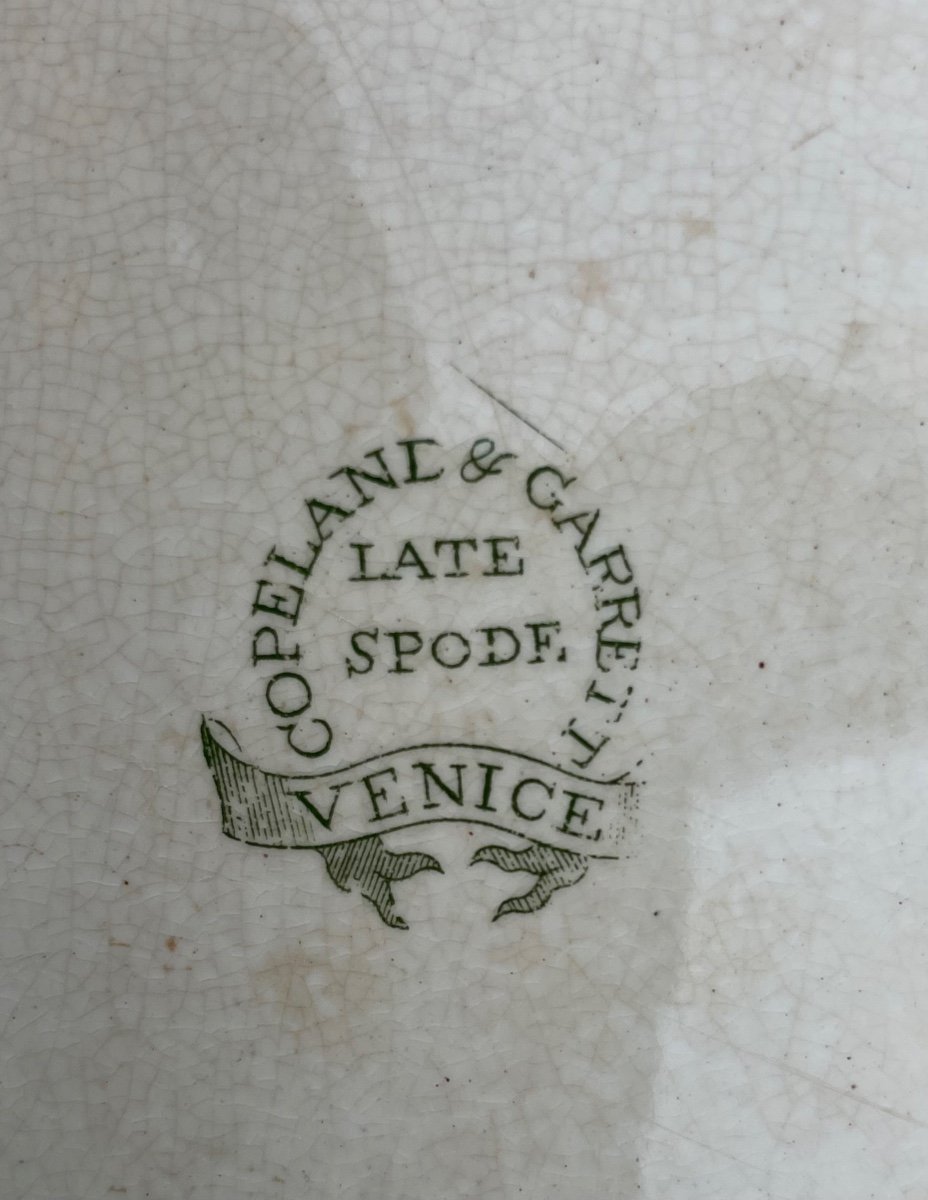 COPELAND & GARRETT
LATE
SPODE
VENICE